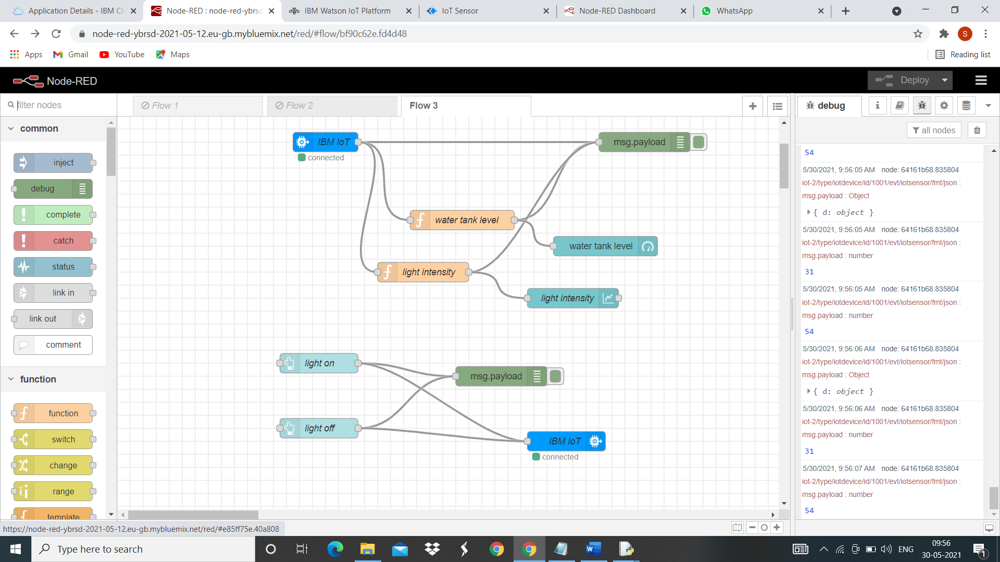 Application Details - IBM Cl
Node-RED : node-red-ybrsd
IBM Watson IoT Platform
IoT Sensor
Node-RED Dashboard
WhatsApp
node-red-ybrsd-2021-05-12.eu-gb.mybluemix.net/red/#flow/bf90c62e.fd4d48
S
Apps
Gmail
YouTube
Maps
Reading list
Node-RED
Deploy
filter nodes
Flow 1
Flow 2
Flow 3
debug
all nodes
common
inject
debug
complete
catch
status
link in
link out
comment
function
function
switch
change
range
template
IBM IoT
connected
msg.payload
water tank level
water tank level
light intensity
light intensity
light on
msg.payload
light off
IBM IoT
connected
54
5/30/2021, 9:56:05 AM node: 64161b68.835804
iot-2/type/iotdevice/id/1001/evt/iotsensor/fmt/json :
msg.payload : Object
{ d: object }
5/30/2021, 9:56:05 AM node: 64161b68.835804
iot-2/type/iotdevice/id/1001/evt/iotsensor/fmt/json :
msg.payload : number
31
5/30/2021, 9:56:05 AM node: 64161b68.835804
iot-2/type/iotdevice/id/1001/evt/iotsensor/fmt/json :
msg.payload : number
54
5/30/2021, 9:56:06 AM node: 64161b68.835804
iot-2/type/iotdevice/id/1001/evt/iotsensor/fmt/json :
msg.payload : Object
{ d: object }
5/30/2021, 9:56:06 AM node: 64161b68.835804
iot-2/type/iotdevice/id/1001/evt/iotsensor/fmt/json :
msg.payload : number
31
5/30/2021, 9:56:07 AM node: 64161b68.835804
iot-2/type/iotdevice/id/1001/evt/iotsensor/fmt/json :
msg.payload : number
54
https://node-red-ybrsd-2021-05-12.eu-gb.mybluemix.net/red/#e85ff75e.40a808
Type here to search
ENG
09:56
30-05-2021
1